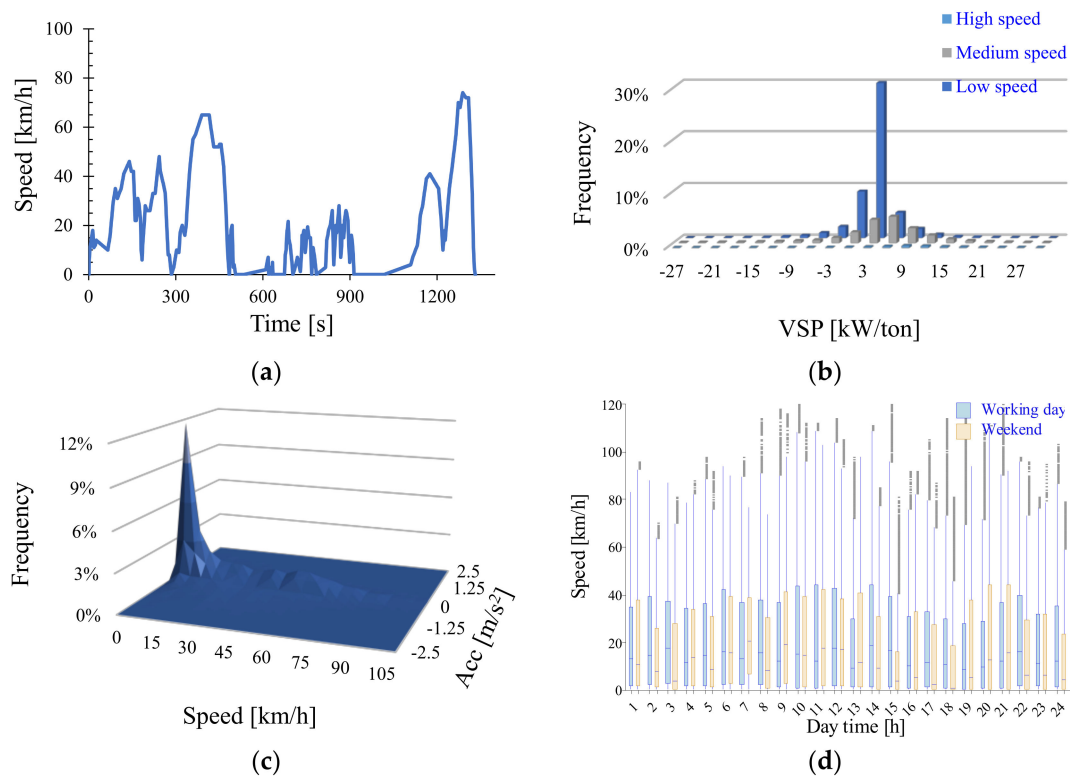 100
80
60
40
20
0
0 300 600 900 1200
Speed [km/h]
Time [s]
(a)
High speed
Medium speed
Low speed
30%
20%
10%
0%
-27 -21 -15 -9 -3 3 9 15 21 27
Frequency
VSP [kW/ton]
(b)
12%
9%
6%
3%
0%
0 15 30 45 60 75 90 105
2.5
1.25
0
-1.25
-2.5
Frequency
Acc [m/s²]
Speed [km/h]
(c)
Working day
Weekend
120
100
80
60
40
20
0
1 2 3 4 5 6 7 8 9 10 11 12 13 14 15 16 17 18 19 20 21 22 23 24
Speed [km/h]
Day time [h]
(d)